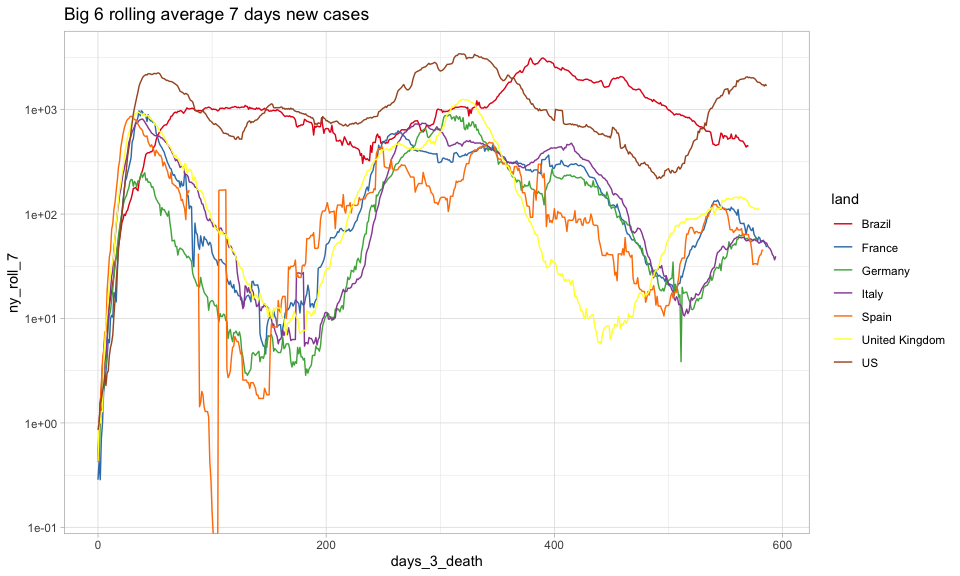 Big 6 rolling average 7 days new cases
ny_roll_7
1e+03
1e+02
1e+01
1e+00
1e-01
0
200
400
600
days_3_death
land
Brazil
France
Germany
Italy
Spain
United Kingdom
US